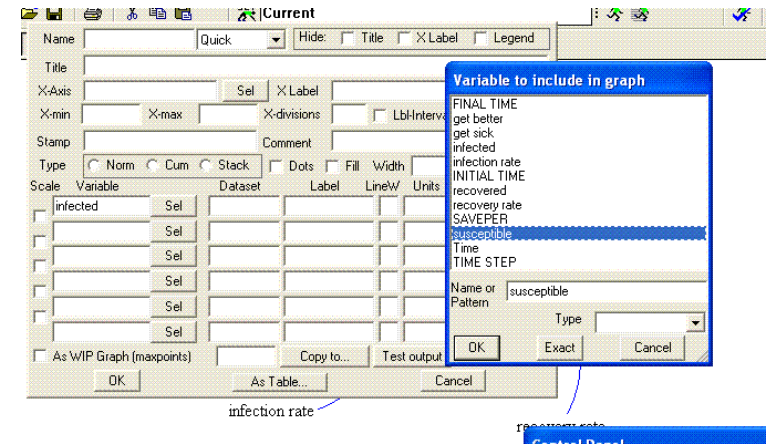 Current
Name Quick Hide: Title X Label Legend
Title
X-Axis Sel X Label
X-min X-max X-divisions Lbl-Interva
Stamp Comment
Type Norm Cum Stack Dots Fill Width
Scale Variable Dataset Label LineW Units
infected Sel
Sel
Sel
Sel
Sel
Sel
As WIP Graph (maxpoints) Copy to... Test output
OK As Table... Cancel
Variable to include in graph
FINAL TIME
get better
get sick
infected
infection rate
INITIAL TIME
recovered
recovery rate
SAVEPER
susceptible
Time
TIME STEP
Name or Pattern susceptible
Type
OK Exact Cancel
infection rate
recovery rate
Control Panel